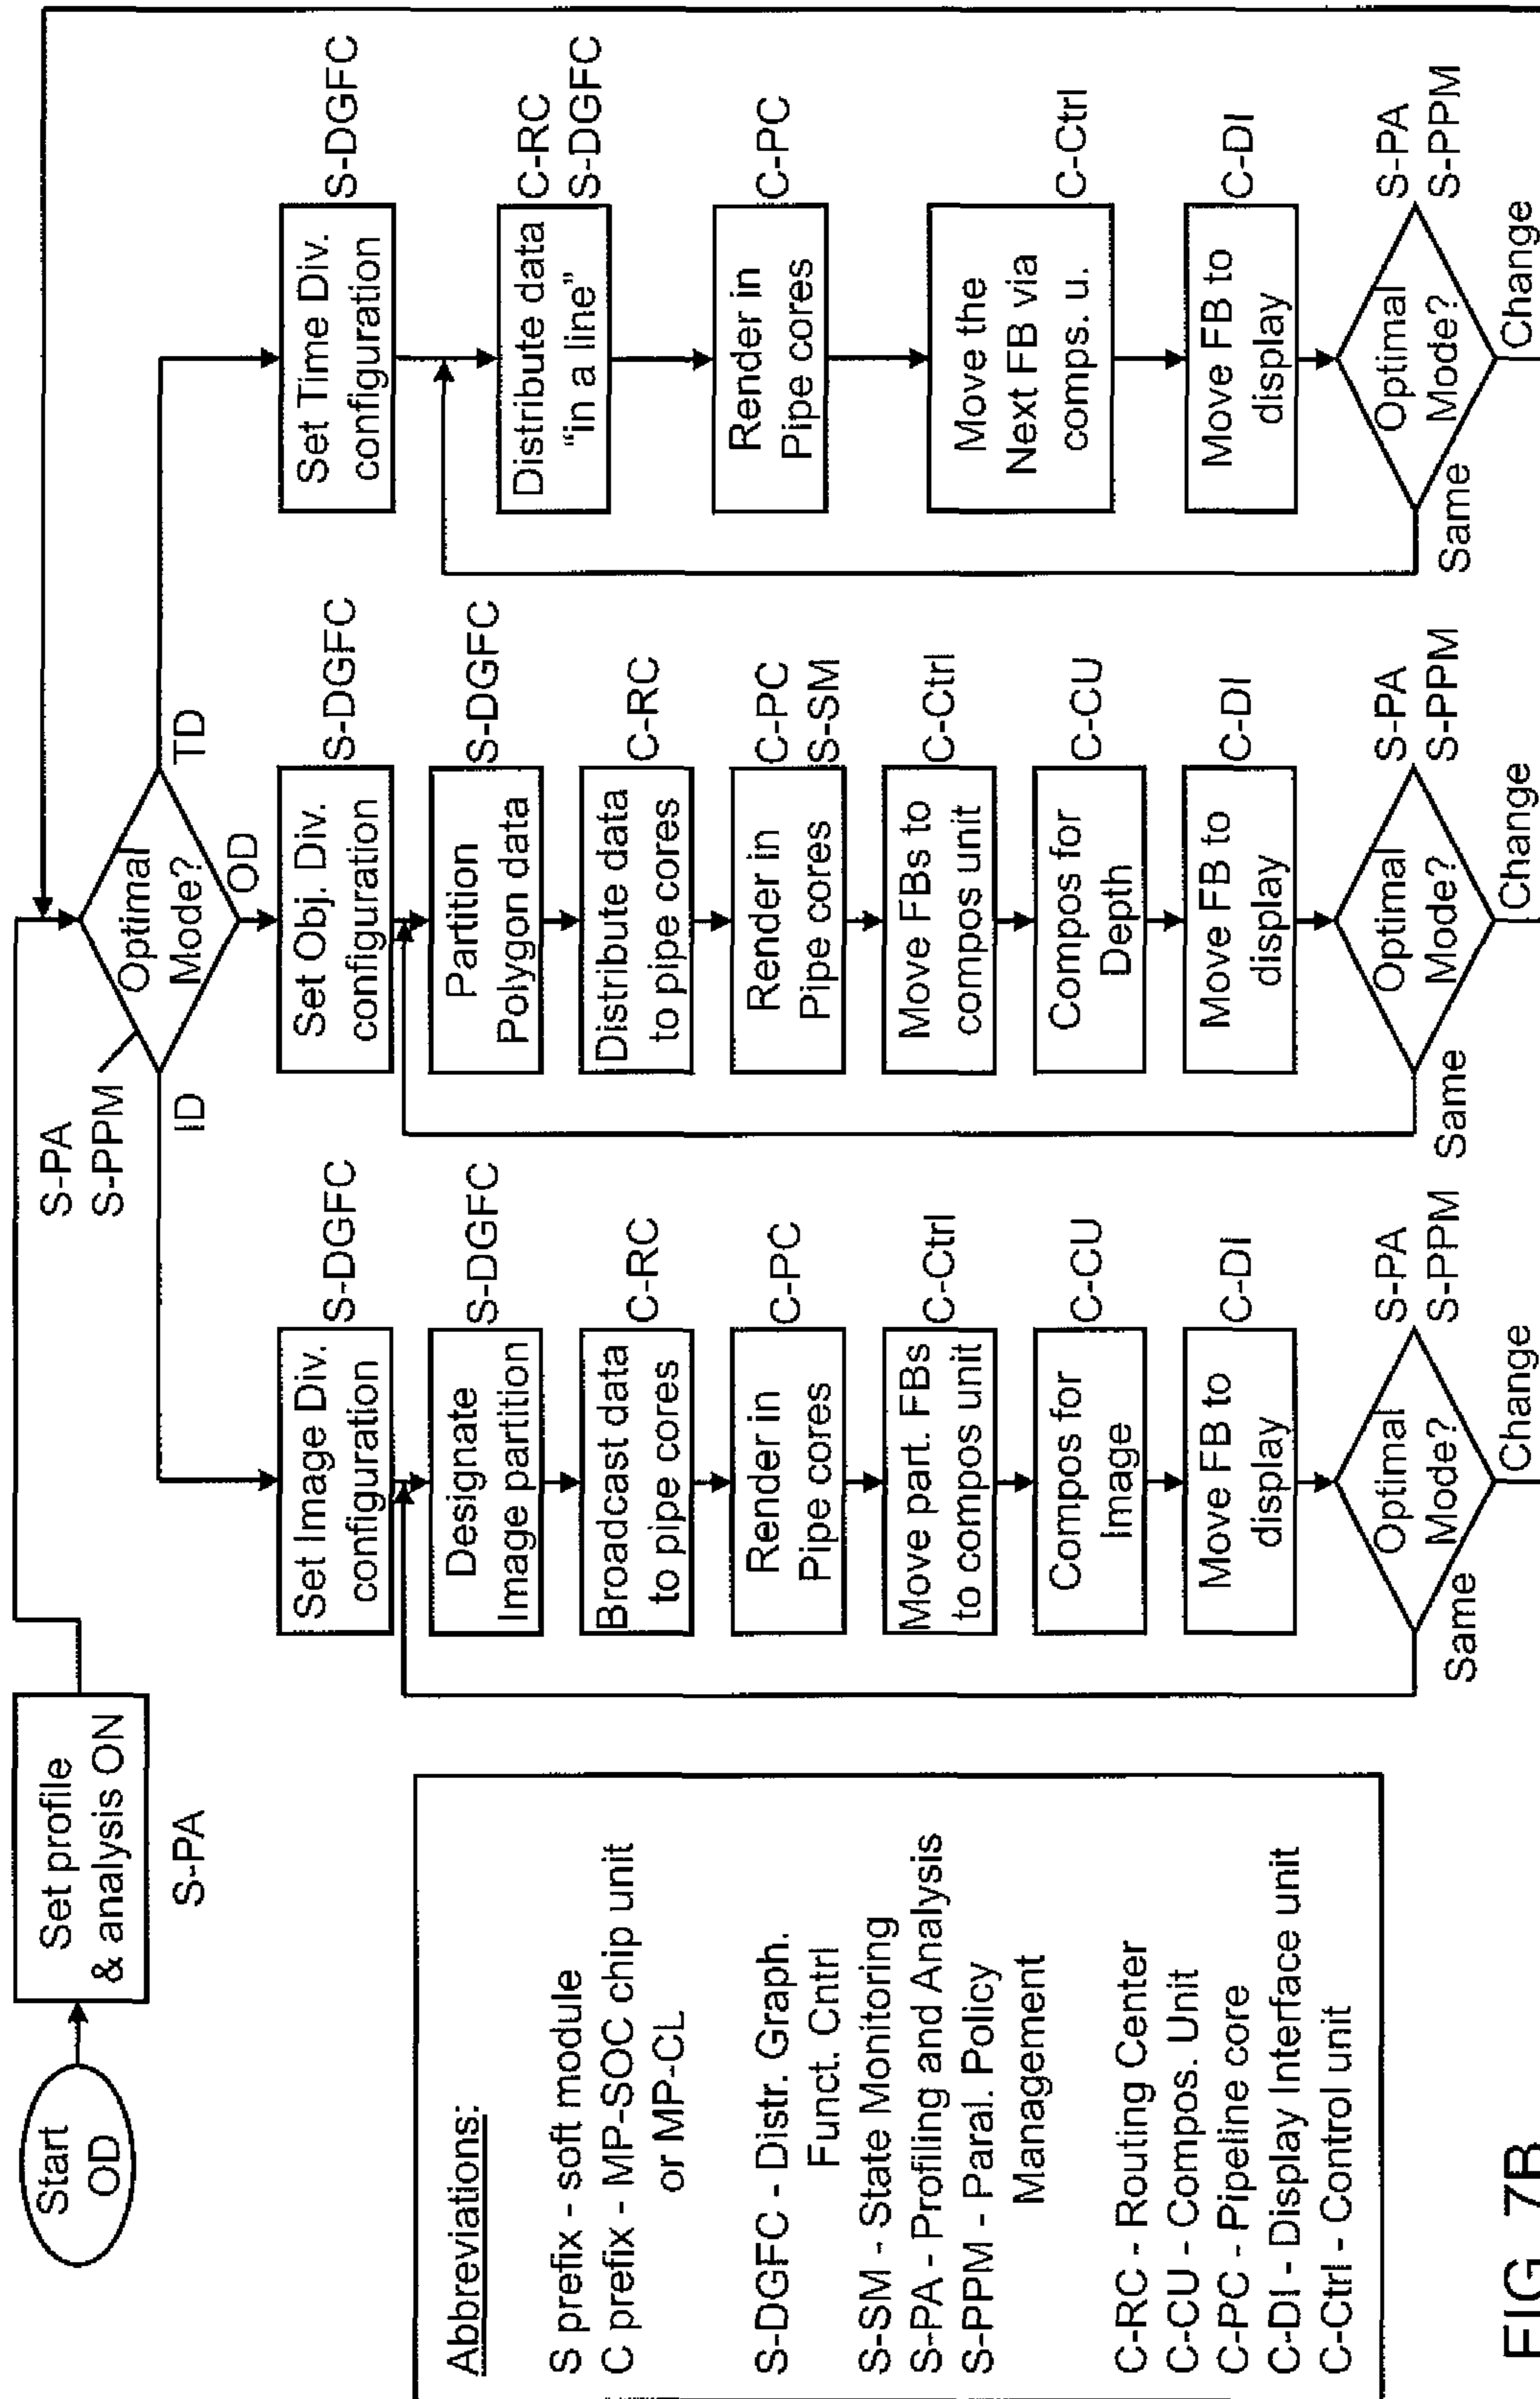 Start
OD
Set profile
& analysis ON
S-PA
S-PA
S-PPM
Optimal
Mode?
ID
OD
TD
Set Image Div.
configuration
S-DGFC
Designate
Image partition
S-DGFC
Broadcast data
to pipe cores
C-RC
Render in
Pipe cores
C-PC
Move part. FBs
to compos unit
C-Ctrl
Compos for
Image
C-CU
Move FB to
display
C-DI
Optimal
Mode?
S-PA
S-PPM
Same
Change
Set Obj. Div.
configuration
S-DGFC
Partition
Polygon data
S-DGFC
Distribute data
to pipe cores
C-RC
Render in
Pipe cores
C-PC
S-SM
Move FBs to
compos unit
C-Ctrl
Compos for
Depth
C-CU
Move FB to
display
C-DI
Optimal
Mode?
S-PA
S-PPM
Same
Change
Set Time Div.
configuration
S-DGFC
Distribute data
“in a line”
C-RC
S-DGFC
Render in
Pipe cores
C-PC
Move the
Next FB via
comps. u.
C-Ctrl
Move FB to
display
C-DI
Optimal
Mode?
S-PA
S-PPM
Same
Change
Abbreviations:
S prefix - soft module
C prefix - MP-SOC chip unit
or MP-CL
S-DGFC - Distr. Graph.
Funct. Cntrl
S-SM - State Monitoring
S-PA - Profiling and Analysis
S-PPM - Paral. Policy
Management
C-RC - Routing Center
C-CU - Compos. Unit
C-PC - Pipeline core
C-DI - Display Interface unit
C-Ctrl - Control unit
FIG. 7B